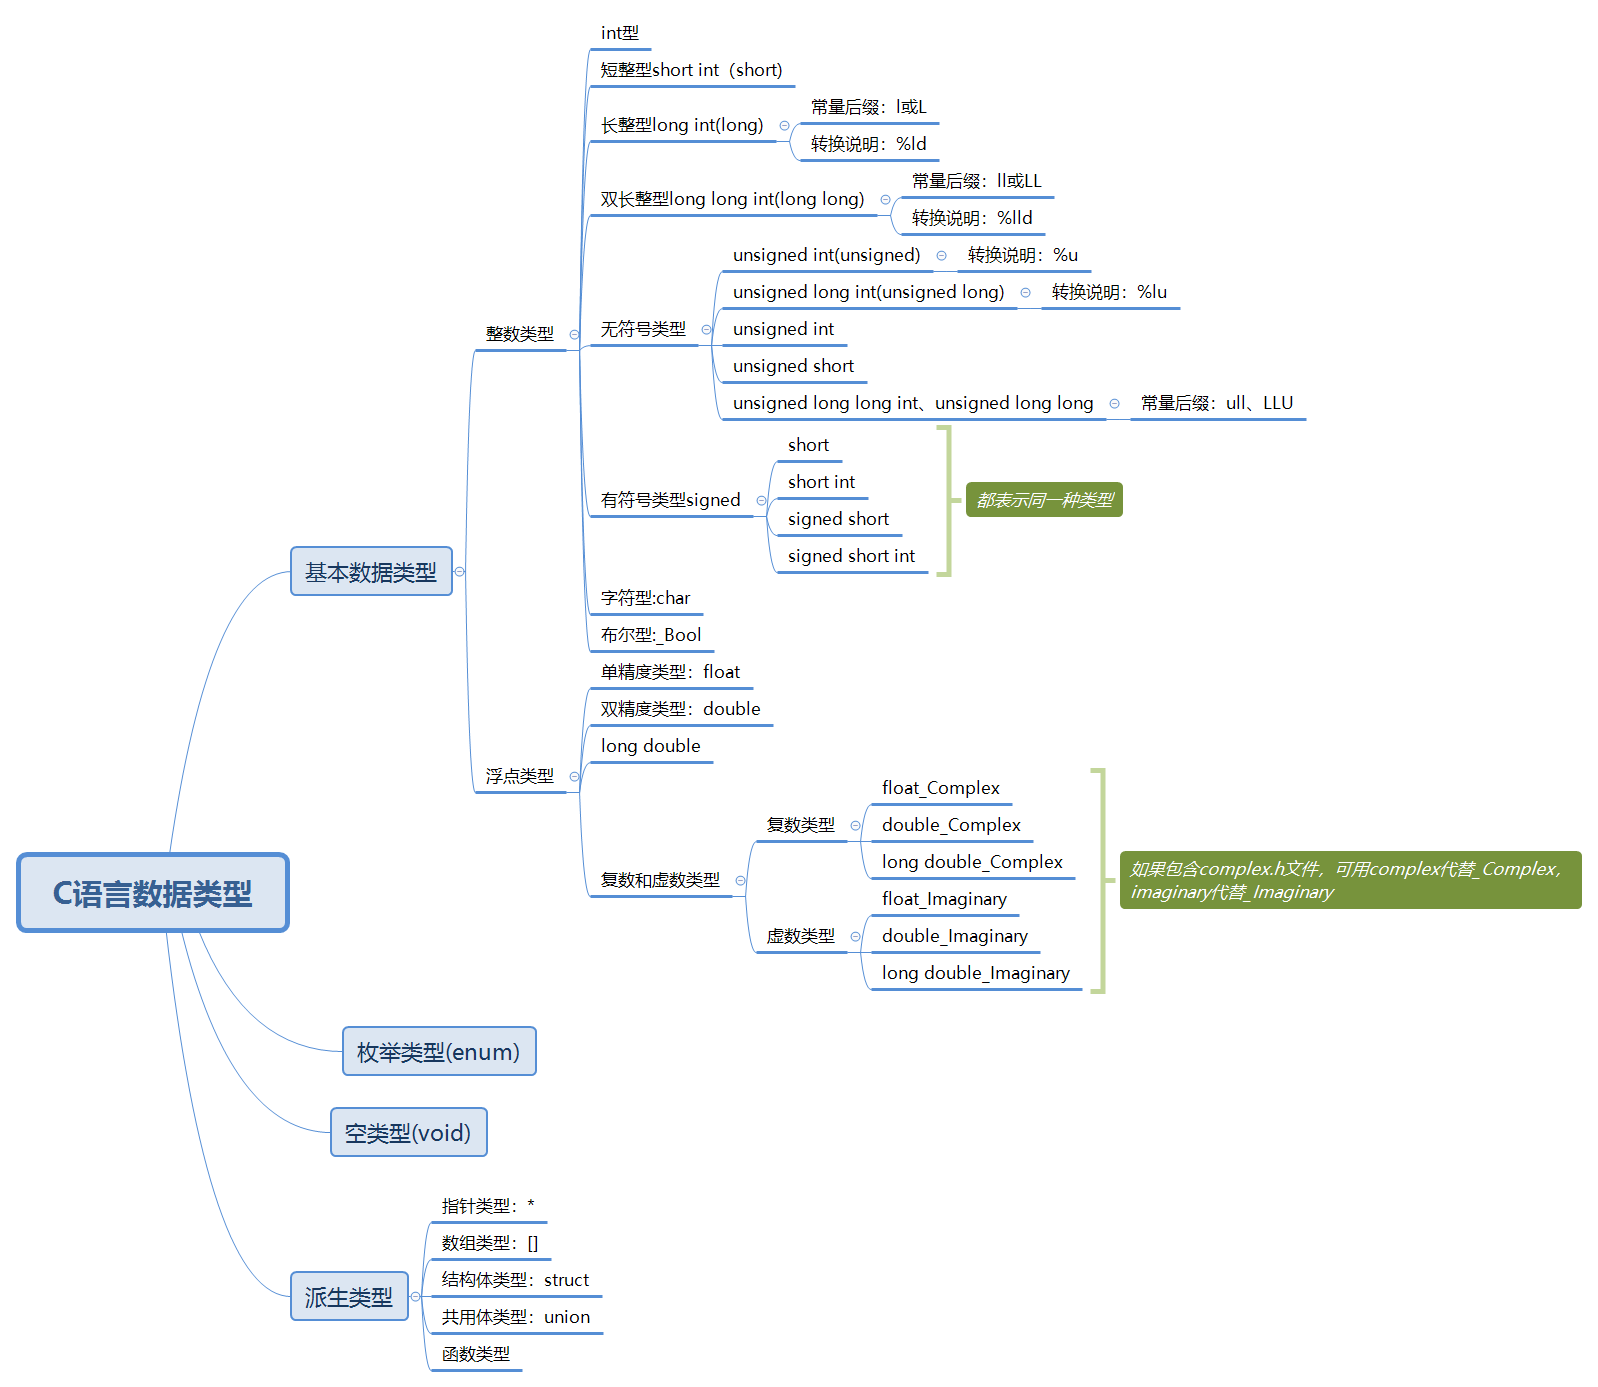 C语言数据类型
基本数据类型
整数类型
int型
短整型short int（short)
长整型long int(long)
常量后缀：l或L
转换说明：%ld
双长整型long long int(long long)
常量后缀：ll或LL
转换说明：%lld
无符号类型
unsigned int(unsigned)
转换说明：%u
unsigned long int(unsigned long)
转换说明：%lu
unsigned int
unsigned short
unsigned long long int、unsigned long long
常量后缀：ull、LLU
有符号类型signed
short
short int
signed short
signed short int
都表示同一种类型
字符型:char
布尔型:_Bool
浮点类型
单精度类型：float
双精度类型：double
long double
复数和虚数类型
复数类型
float_Complex
double_Complex
long double_Complex
虚数类型
float_Imaginary
double_Imaginary
long double_Imaginary
如果包含complex.h文件，可用complex代替_Complex，
imaginary代替_Imaginary
枚举类型(enum)
空类型(void)
派生类型
指针类型：*
数组类型：[]
结构体类型：struct
共用体类型：union
函数类型